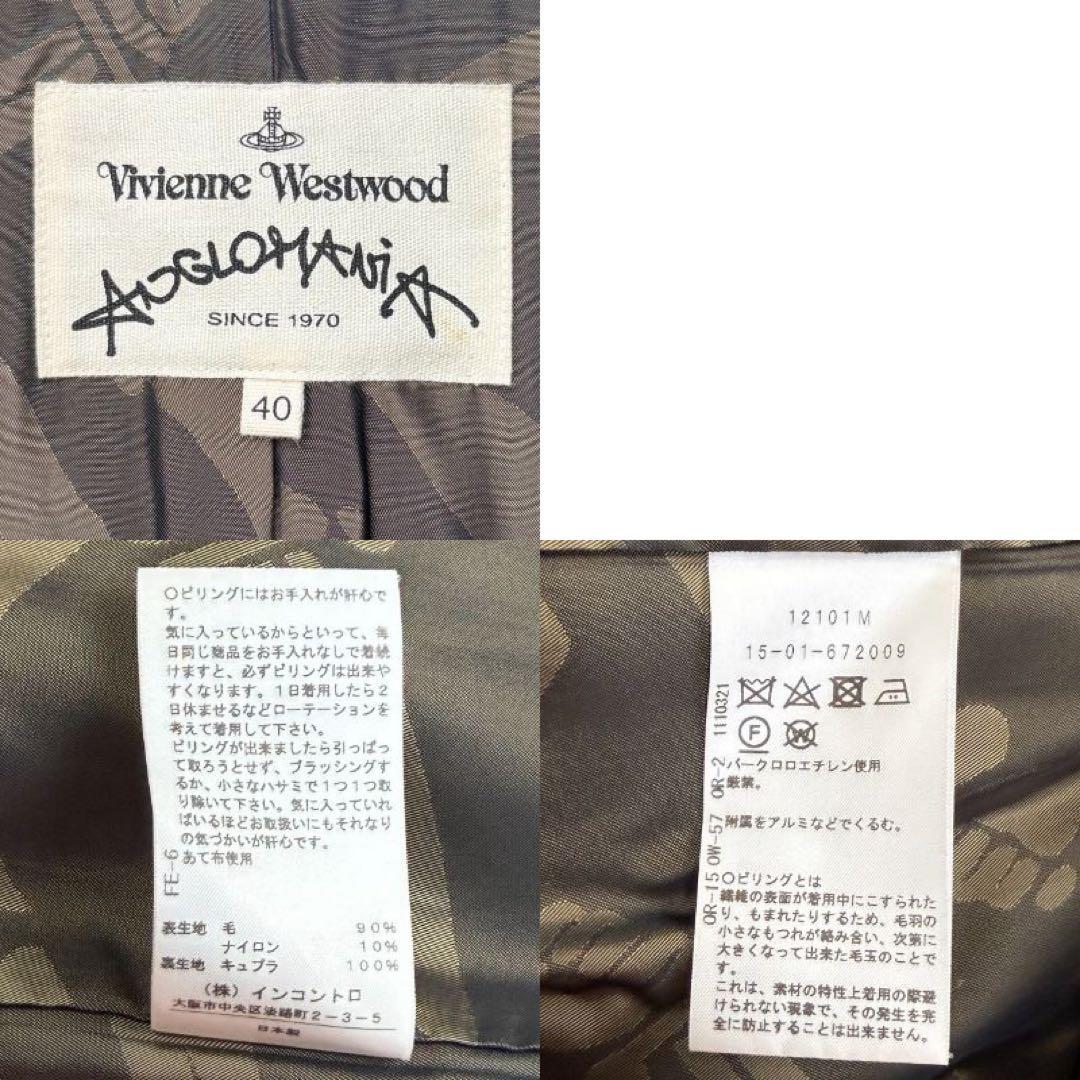 Vivienne Westwood
ANGLOMANIA
SINCE 1970
40
○ピリングにはお手入れが肝心で
す。
気に入っているからといって、毎
日同じ商品をお手入れなしで着続
けますと、必ずピリングは出来や
すくなります。1日着用したら2
日休ませるなどローテーションを
考えて着用して下さい。
ピリングが出来ましたら引っぱっ
て取ろうとせず、ブラッシングす
るか、小さなハサミで1つ1つ取
り除いて下さい。気に入っていれ
ばいるほどお取扱いにもそれなり
の気づかいが肝心です。
あて布使用
FE-6
表生地 毛 90%
ナイロン 10%
裏生地 キュプラ 100%
(株) インコントロ
大阪市中央区淡路町2-3-5
日本製
12101M
15-01-672009
F
W
パークロロエチレン使用
厳禁。
附属をアルミなどでくるむ。
○ピリングとは
繊維の表面が着用中にこすられた
り、もまれたりするため、毛羽の
小さなもつれが絡み合い、次第に
大きくなって出来た毛玉のことで
す。
これは、素材の特性上着用の際避
けられない現象で、その発生を完
全に防止することは出来ません。
OR-15 OW-57 OR-2 1110321